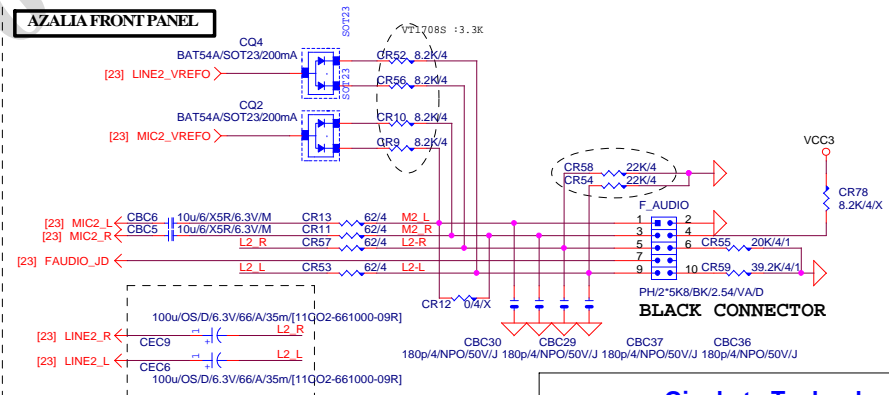 AZALIA FRONT PANEL
SOT23
VT1708S :3.3K
CQ4
BAT54A/SOT23/200mA
CR52 8.2K/4
[23] LINE2_VREFO
SOT23
CR56 8.2K/4
CQ2
BAT54A/SOT23/200mA
CR10 8.2K/4
[23] MIC2_VREFO
CR9 8.2K/4
VCC3
CR58 22K/4
CR54 22K/4
CR78
8.2K/4/X
F_AUDIO
[23] MIC2_L CBC6 10u/6/X5R/6.3V/M CR13 62/4 M2_L 1 2
[23] MIC2_R CBC5 10u/6/X5R/6.3V/M CR11 62/4 M2_R 3 4
L2_R CR57 62/4 L2-R 5 6 CR55 20K/4/1
[23] FAUDIO_JD 7
L2_L CR53 62/4 L2-L 9 10 CR59 39.2K/4/1
CR12 0/4/X
PH/2*5K8/BK/2.54/VA/D
BLACK CONNECTOR
100u/OS/D/6.3V/66/A/35m/[11CO2-661000-09R]
[23] LINE2_R 1 + L2_R
CEC9
[23] LINE2_L 1 + L2_L
CEC6
100u/OS/D/6.3V/66/A/35m/[11CO2-661000-09R]
CBC30 CBC29 CBC37 CBC36
180p/4/NPO/50V/J 180p/4/NPO/50V/J 180p/4/NPO/50V/J 180p/4/NPO/50V/J